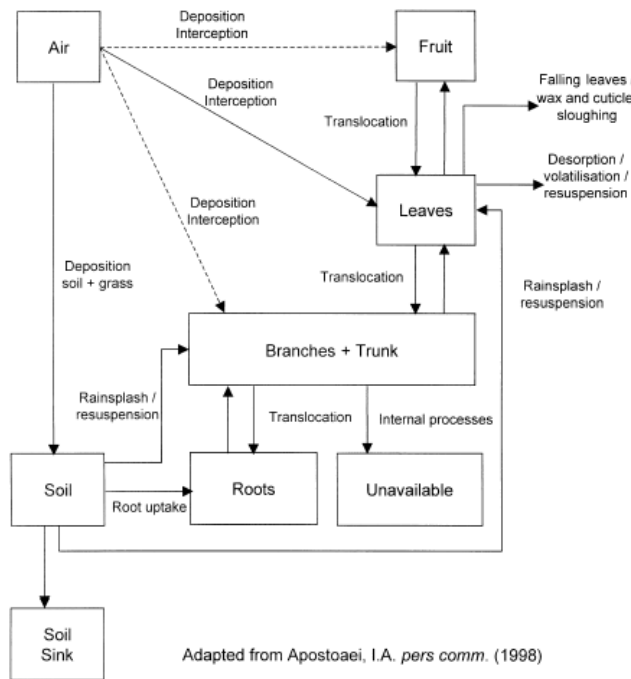 Deposition
Interception
Air
Fruit
Deposition
Interception
Falling leaves /
wax and cuticle
sloughing
Translocation
Desorption /
volatilisation /
resuspension
Leaves
Deposition
Interception
Deposition
soil + grass
Translocation
Rainsplash /
resuspension
Branches + Trunk
Rainsplash /
resuspension
Translocation
Internal processes
Soil
Root uptake
Roots
Unavailable
Soil
Sink
Adapted from Apostoaei, I.A. pers comm. (1998)